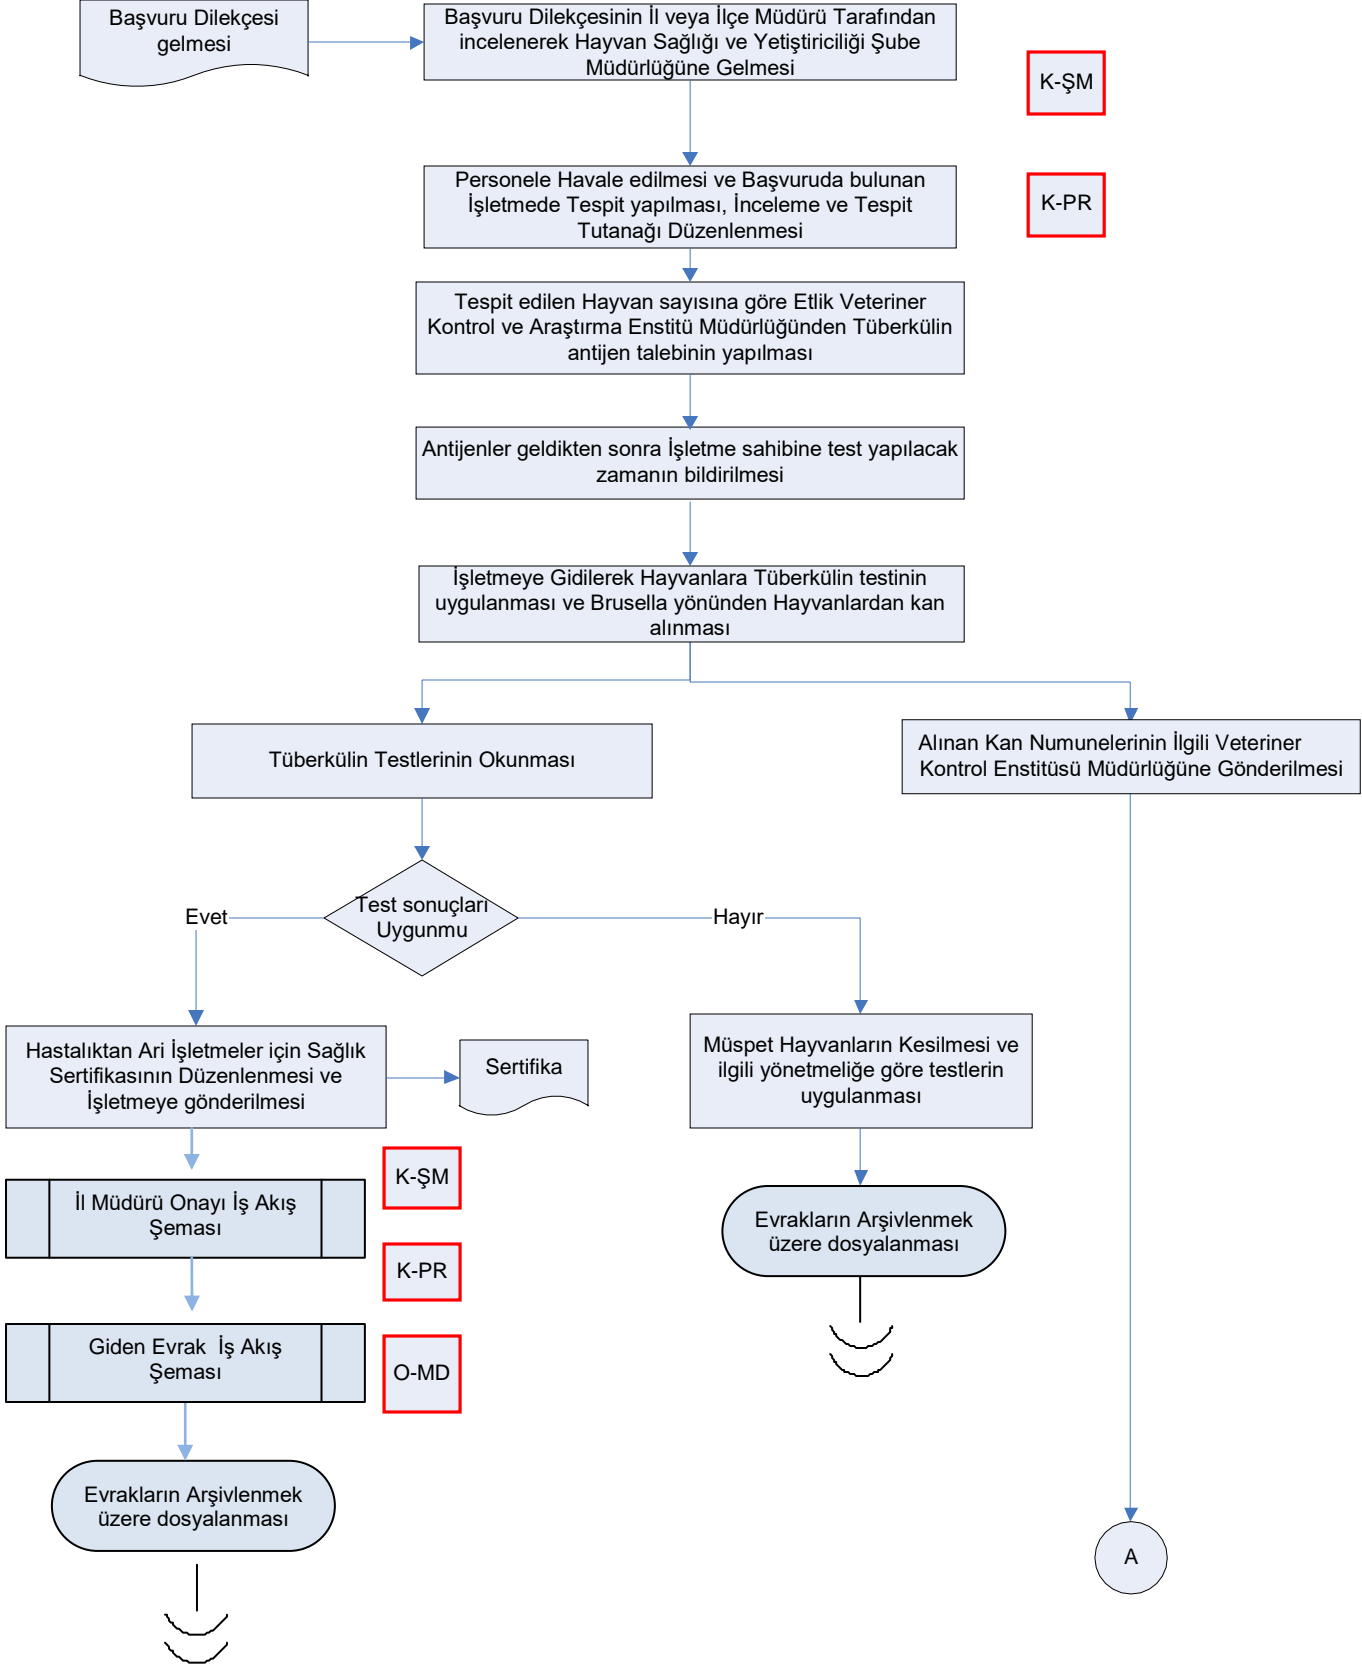 Başvuru Dilekçesi
gelmesi
Başvuru Dilekçesinin İl veya İlçe Müdürü Tarafından
incelenerek Hayvan Sağlığı ve Yetiştiriciliği Şube
Müdürlüğüne Gelmesi
K-ŞM
Personele Havale edilmesi ve Başvuruda bulunan
İşletmede Tespit yapılması, İnceleme ve Tespit
Tutanağı Düzenlenmesi
K-PR
Tespit edilen Hayvan sayısına göre Etlik Veteriner
Kontrol ve Araştırma Enstitü Müdürlüğünden Tüberkülin
antijen talebinin yapılması
Antijenler geldikten sonra İşletme sahibine test yapılacak
zamanın bildirilmesi
İşletmeye Gidilerek Hayvanlara Tüberkülin testinin
uygulanması ve Brusella yönünden Hayvanlardan kan
alınması
Tüberkülin Testlerinin Okunması
Alınan Kan Numunelerinin İlgili Veteriner
Kontrol Enstitüsü Müdürlüğüne Gönderilmesi
Test sonuçları
Uygunmu
Evet
Hayır
Hastalıktan Ari İşletmeler için Sağlık
Sertifikasının Düzenlenmesi ve
İşletmeye gönderilmesi
Sertifika
Müspet Hayvanların Kesilmesi ve
ilgili yönetmeliğe göre testlerin
uygulanması
K-ŞM
İl Müdürü Onayı İş Akış
Şeması
Evrakların Arşivlenmek
üzere dosyalanması
K-PR
Giden Evrak İş Akış
Şeması
O-MD
Evrakların Arşivlenmek
üzere dosyalanması
A